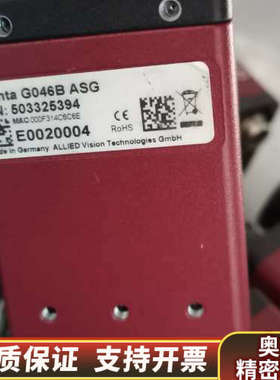 nta G046B ASG
N: 503325394
MAC:000F314C6C6E
E0020004
RoHS
CE
de in Germany, ALLIED Vision Technologies GmbH
质保证 支持开票
奥
精密